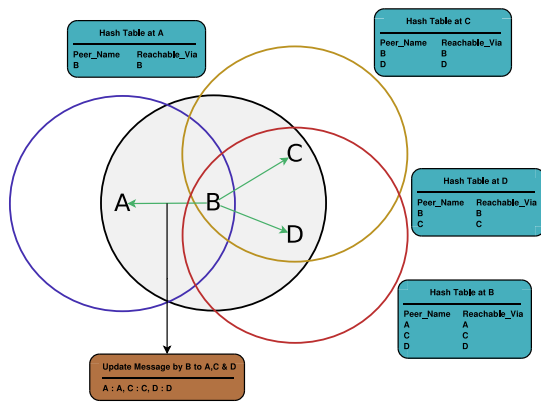 Hash Table at A
Peer_Name Reachable_Via
B B
Hash Table at C
Peer_Name Reachable_Via
B B
D D
A
B
C
D
Hash Table at D
Peer_Name Reachable_Via
B B
C C
Hash Table at B
Peer_Name Reachable_Via
A A
C C
D D
Update Message by B to A,C & D
A : A, C : C, D : D